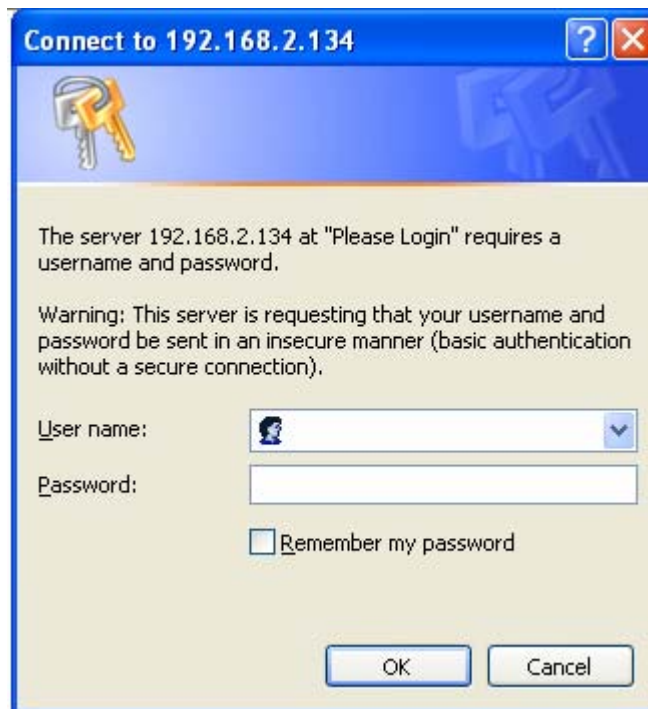 Connect to 192.168.2.134
The server 192.168.2.134 at "Please Login" requires a
username and password.
Warning: This server is requesting that your username and
password be sent in an insecure manner (basic authentication
without a secure connection).
User name:
Password:
Remember my password
OK Cancel